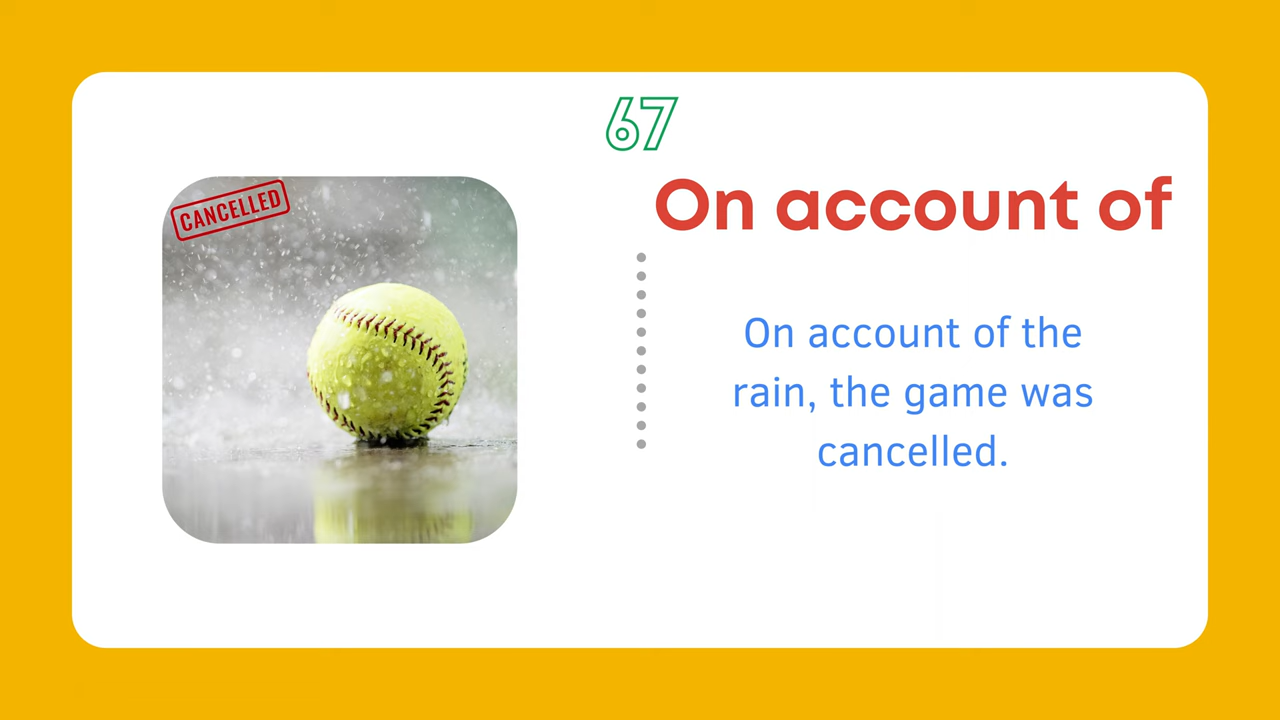 67
CANCELLED
On account of
On account of the
rain, the game was
cancelled.